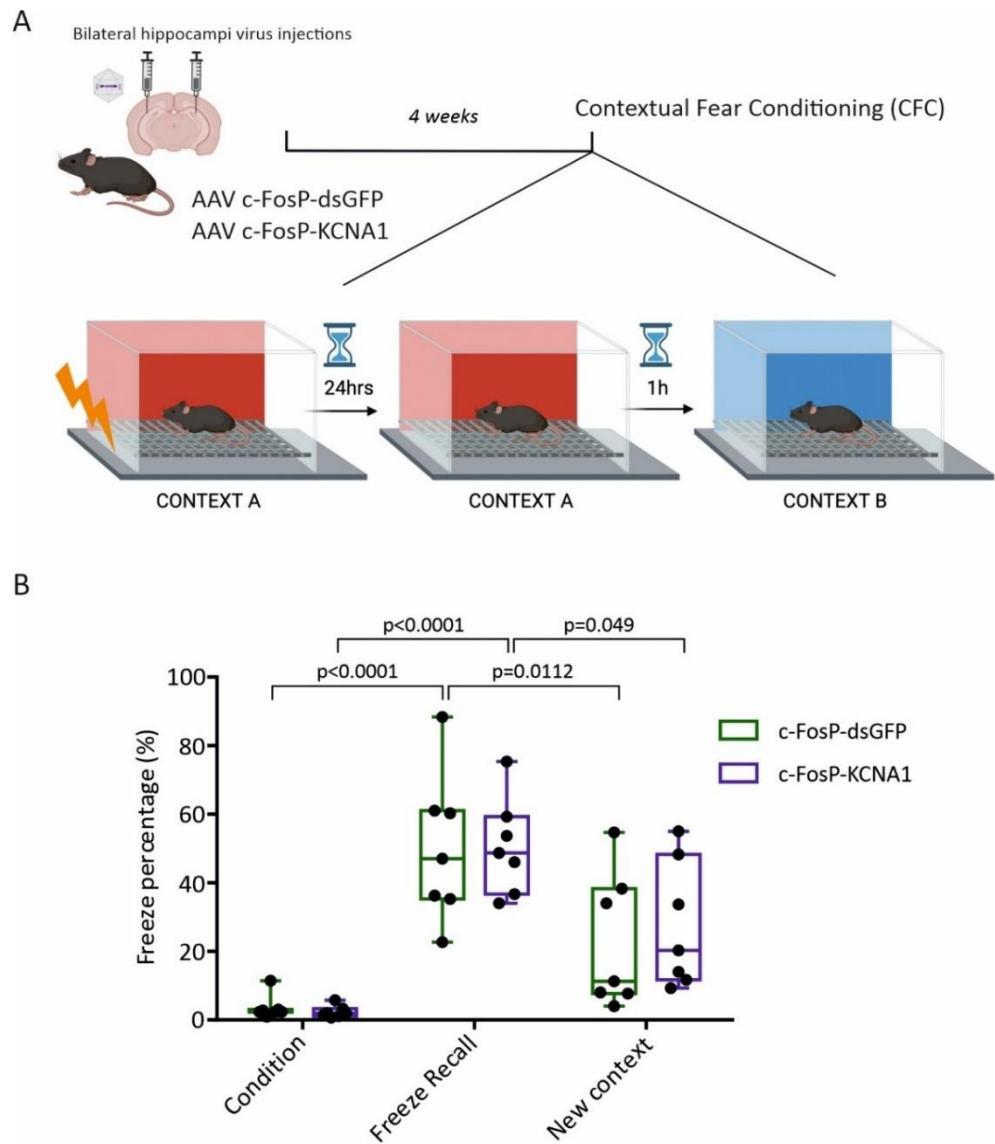 A
Bilateral hippocampi virus injections
4 weeks
Contextual Fear Conditioning (CFC)
AAV c-FosP-dsGFP
AAV c-FosP-KCNA1
24hrs
1h
CONTEXT A
CONTEXT A
CONTEXT B
B
p<0.0001
p=0.049
p<0.0001
p=0.0112
100
80
60
40
20
0
Freeze percentage (%)
c-FosP-dsGFP
c-FosP-KCNA1
Condition
Freeze Recall
New context